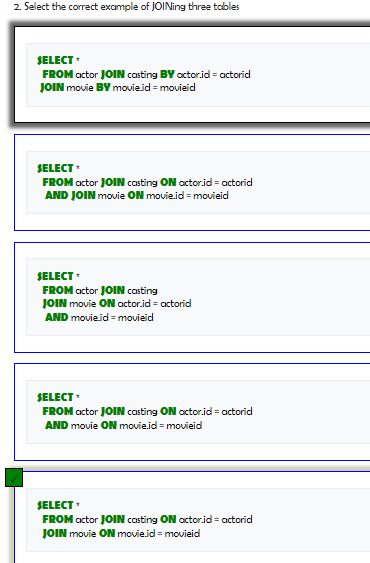 2. Select the correct example of JOINing three tables
SELECT *
FROM actor JOIN casting BY actor.id = actorid
JOIN movie BY movie.id = movieid
SELECT *
FROM actor JOIN casting ON actor.id = actorid
AND JOIN movie ON movie.id = movieid
SELECT *
FROM actor JOIN casting
JOIN movie ON actor.id = actorid
AND movie.id = movieid
SELECT *
FROM actor JOIN casting ON actor.id = actorid
AND movie ON movie.id = movieid
SELECT *
FROM actor JOIN casting ON actor.id = actorid
JOIN movie ON movie.id = movieid